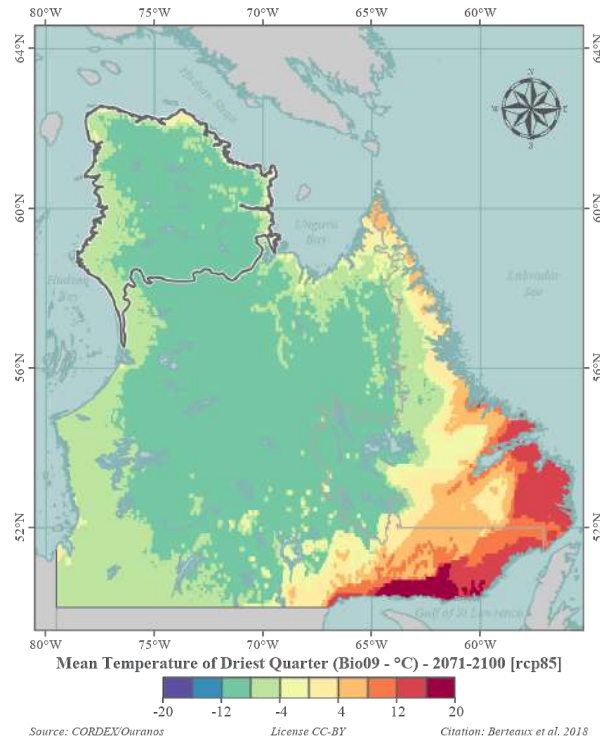 80°W 75°W 70°W 65°W 60°W
64°N 64°N
Hudson Strait
N
W E
S
60°N 60°N
Ungava
Bay
Hudson
Bay
Labrador
Sea
56°N 56°N
52°N 52°N
Gulf of St Lawrence
80°W 75°W 70°W 65°W 60°W
Mean Temperature of Driest Quarter (Bio09 - °C) - 2071-2100 [rcp85]
-20 -12 -4 4 12 20
Source: CORDEX/Ouranos License CC-BY Citation: Berteaux et al. 2018